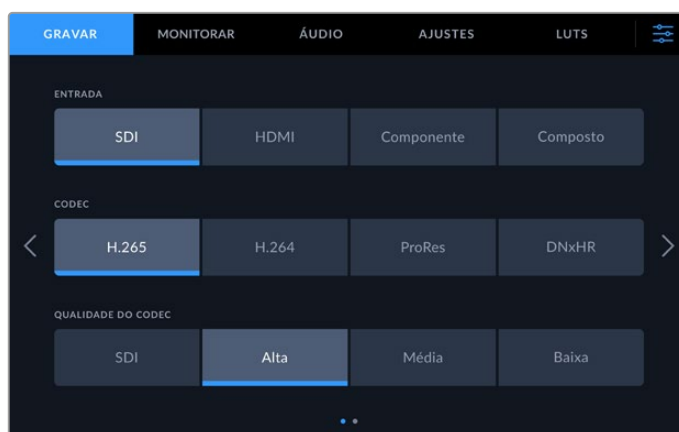 GRAVAR MONITORAR ÁUDIO AJUSTES LUTS
ENTRADA
SDI HDMI Componente Composto
CODEC
H.265 H.264 ProRes DNxHR
QUALIDADE DO CODEC
SDI Alta Média Baixa